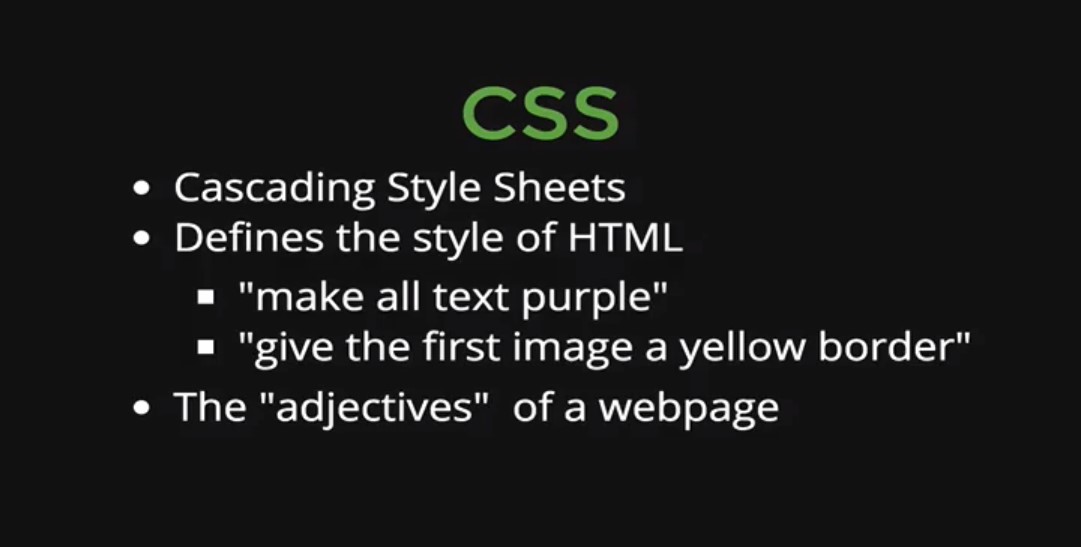 CSS
Cascading Style Sheets
Defines the style of HTML
"make all text purple"
"give the first image a yellow border"
The "adjectives" of a webpage